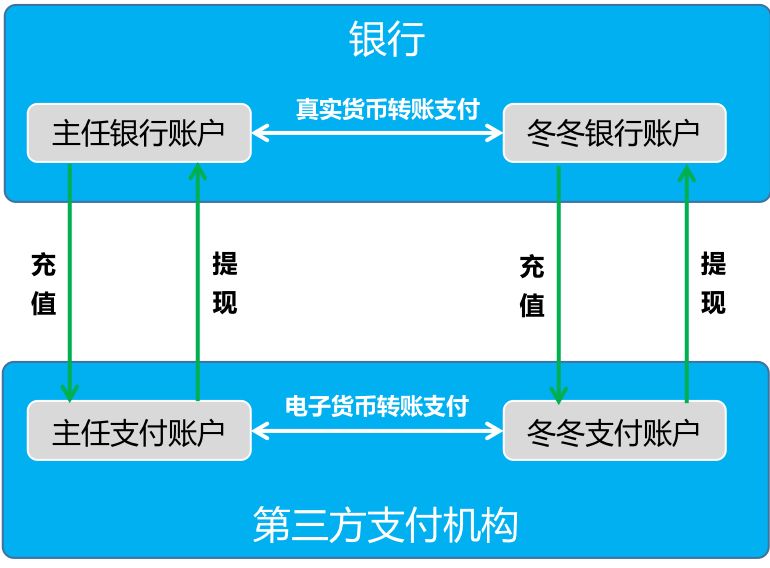 银行
真实货币转账支付
主任银行账户
冬冬银行账户
充值
提现
充值
提现
电子货币转账支付
主任支付账户
冬冬支付账户
第三方支付机构